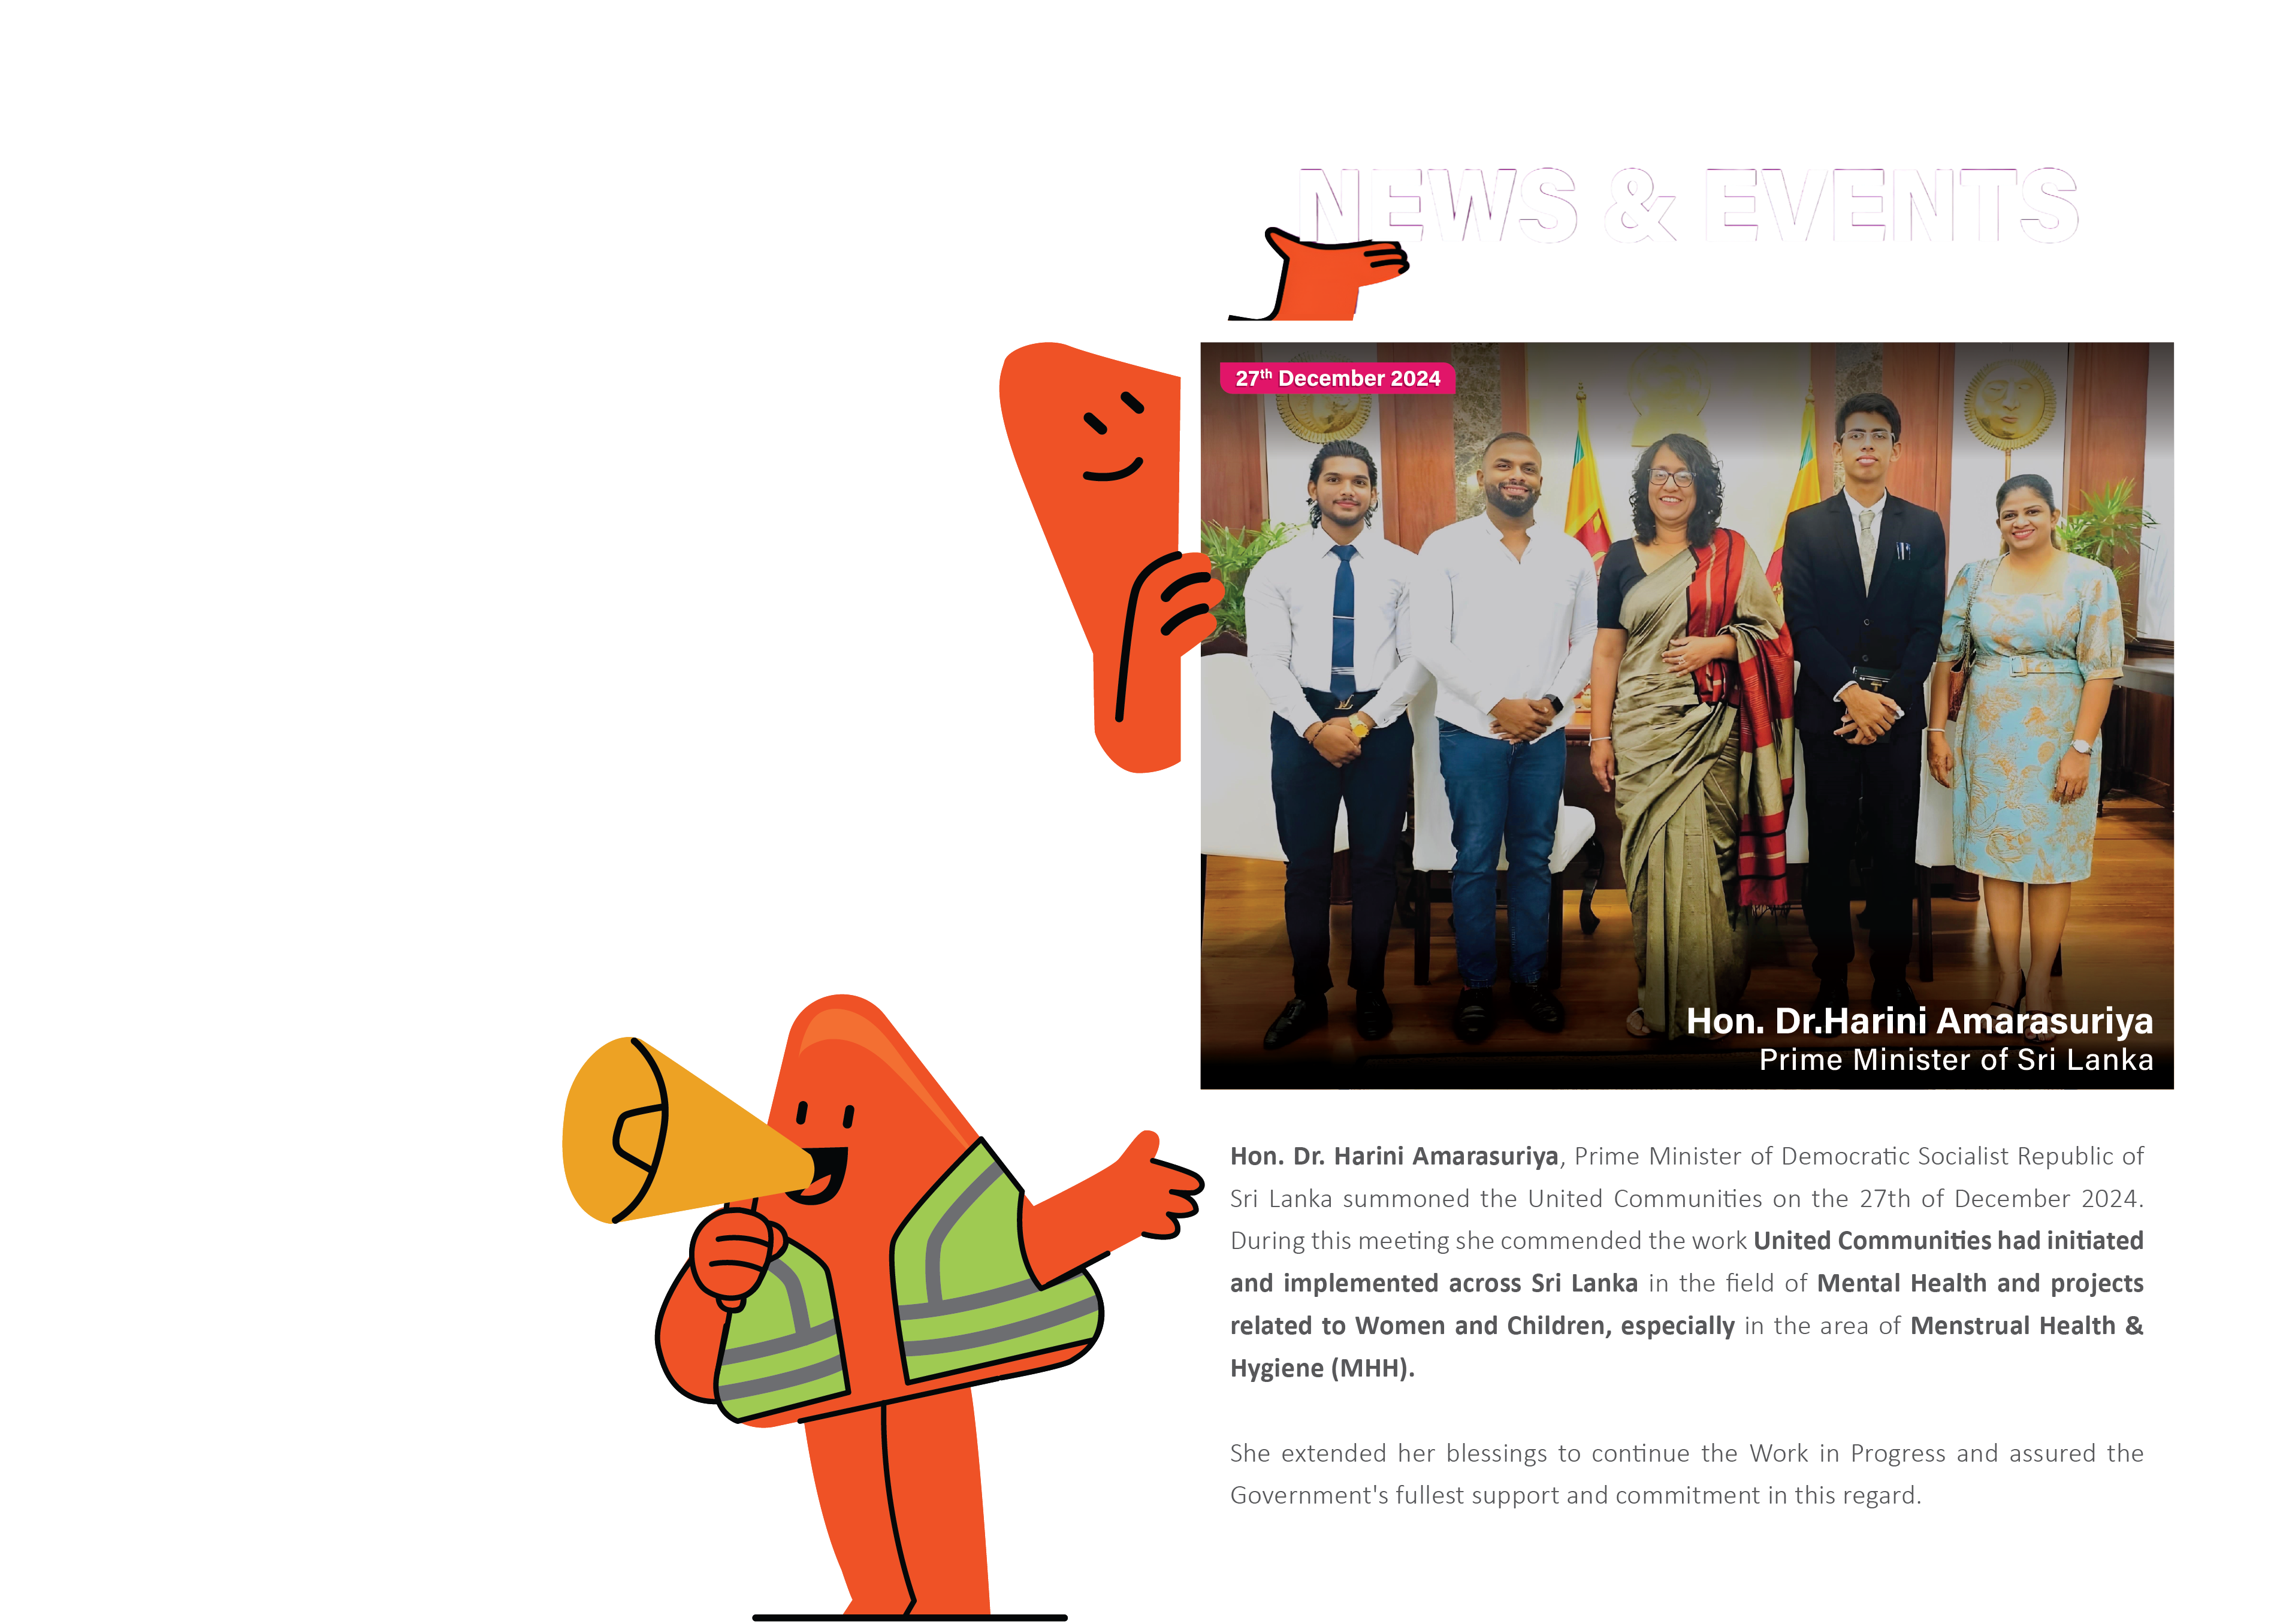 NEWS & EVENTS
27th December 2024
Hon. Dr.Harini Amarasuriya
Prime Minister of Sri Lanka
Hon. Dr. Harini Amarasuriya, Prime Minister of Democratic Socialist Republic of
Sri Lanka summoned the United Communities on the 27th of December 2024.
During this meeting she commended the work United Communities had initiated
and implemented across Sri Lanka in the field of Mental Health and projects
related to Women and Children, especially in the area of Menstrual Health &
Hygiene (MHH).
She extended her blessings to continue the Work in Progress and assured the
Government's fullest support and commitment in this regard.